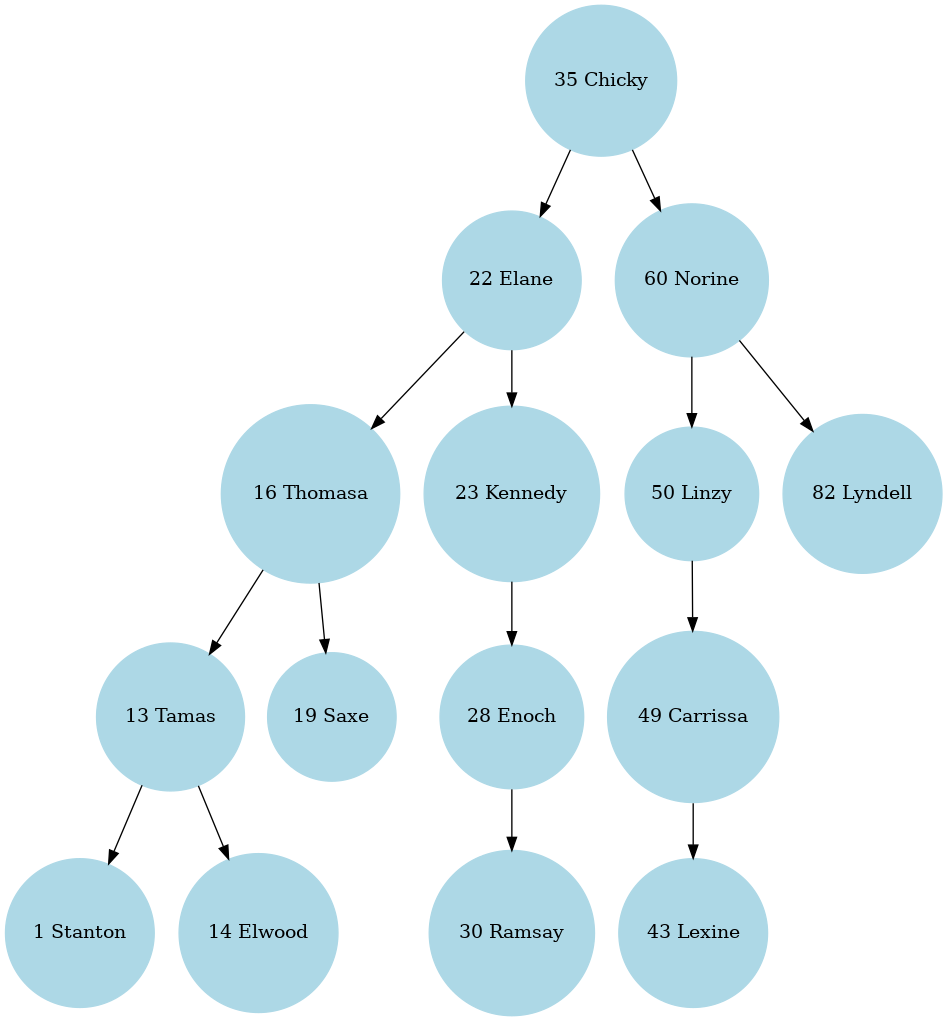 35 Chicky
22 Elane
60 Norine
16 Thomasa
23 Kennedy
50 Linzy
82 Lyndell
13 Tamas
19 Saxe
28 Enoch
49 Carrissa
1 Stanton
14 Elwood
30 Ramsay
43 Lexine